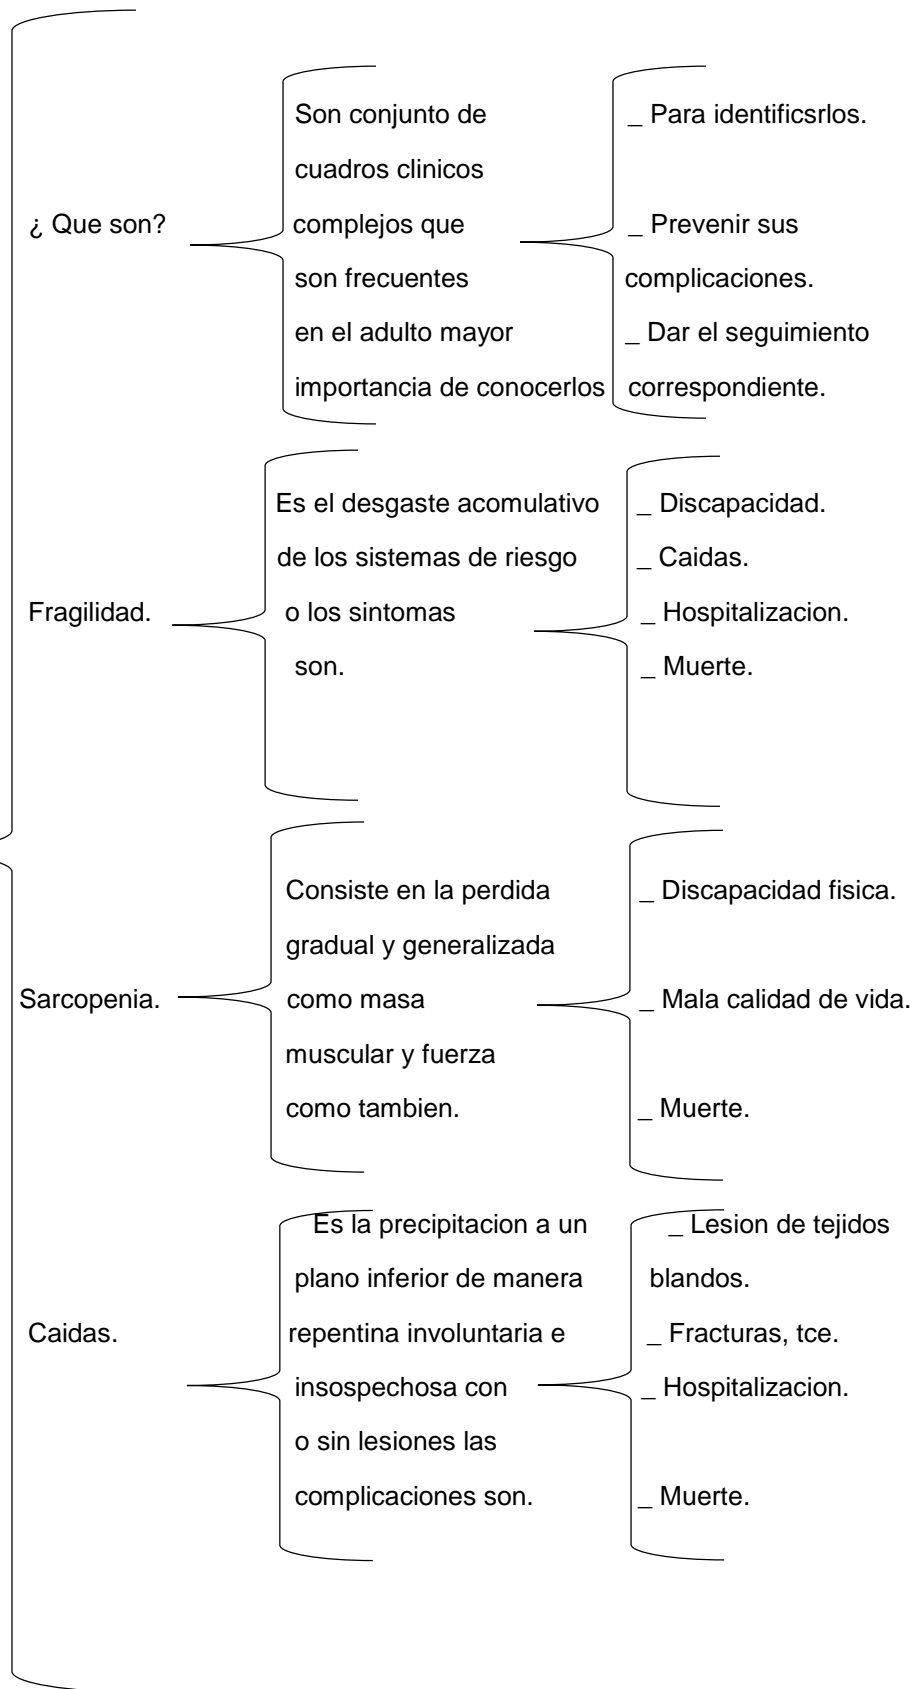 ¿ Que son?
Son conjunto de
cuadros clinicos
complejos que
son frecuentes
en el adulto mayor
importancia de conocerlos
_ Para identificsrlos.
_ Prevenir sus
complicaciones.
_ Dar el seguimiento
correspondiente.
Fragilidad.
Es el desgaste acomulativo
de los sistemas de riesgo
o los sintomas
son.
_ Discapacidad.
_ Caidas.
_ Hospitalizacion.
_ Muerte.
Sarcopenia.
Consiste en la perdida
gradual y generalizada
como masa
muscular y fuerza
como tambien.
_ Discapacidad fisica.
_ Mala calidad de vida.
_ Muerte.
Caidas.
Es la precipitacion a un
plano inferior de manera
repentina involuntaria e
insospechosa con
o sin lesiones las
complicaciones son.
_ Lesion de tejidos
blandos.
_ Fracturas, tce.
_ Hospitalizacion.
_ Muerte.